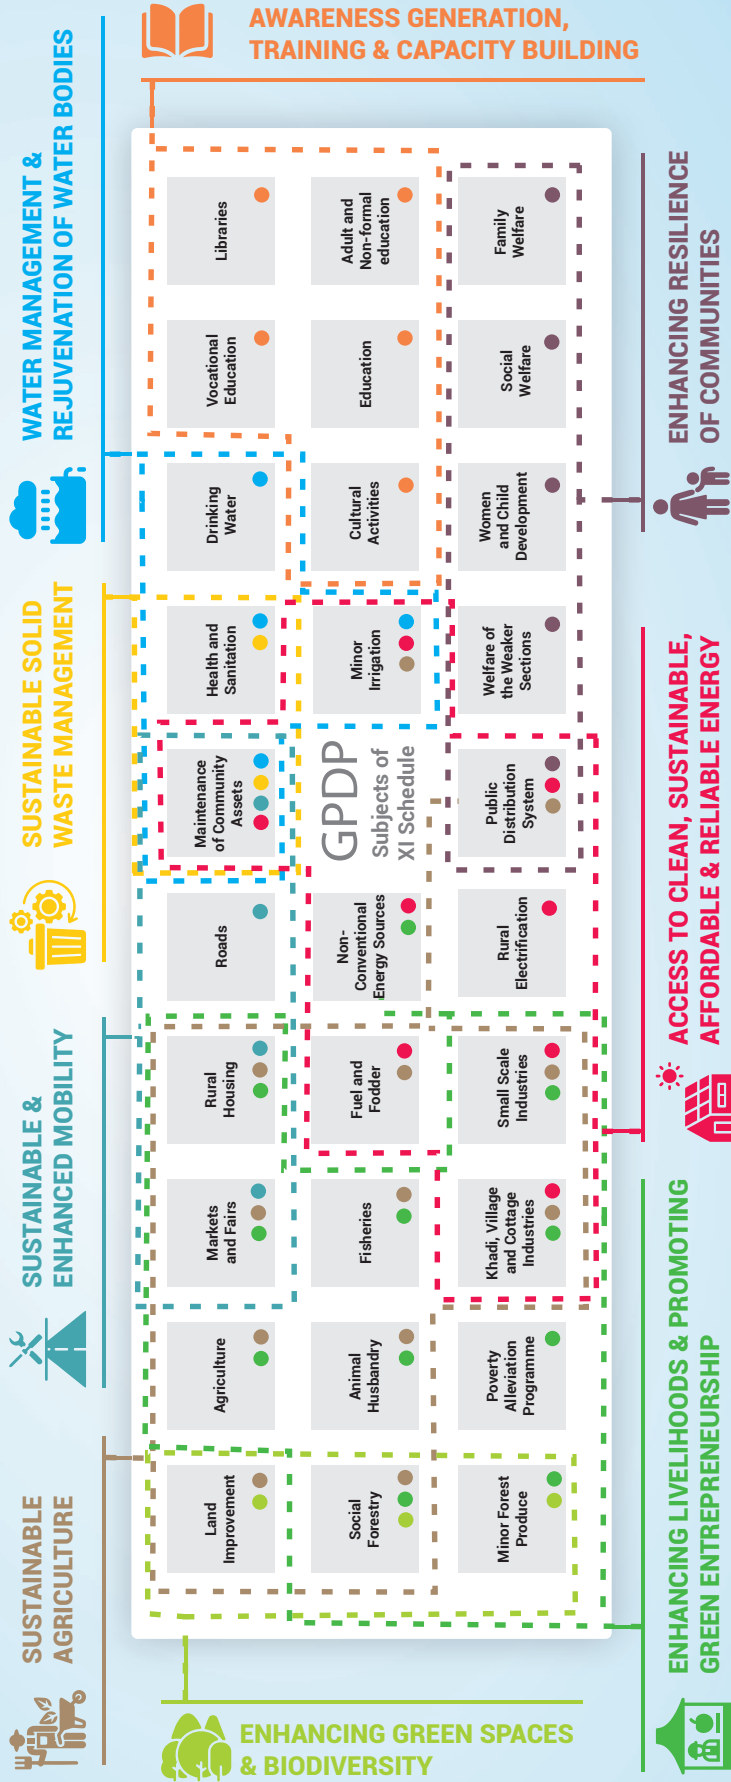 AWARENESS GENERATION,
TRAINING & CAPACITY BUILDING
SUSTAINABLE
AGRICULTURE
SUSTAINABLE &
ENHANCED MOBILITY
SUSTAINABLE SOLID
WASTE MANAGEMENT
WATER MANAGEMENT &
REJUVENATION OF WATER BODIES
Land
Improvement
Agriculture
Markets
and Fairs
Rural
Housing
Roads
Maintenance
of Community
Assets
Health and
Sanitation
Drinking
Water
Vocational
Education
Libraries
Social
Forestry
Animal
Husbandry
Fisheries
Fuel and
Fodder
Non-
Conventional
Energy Sources
GPDP
Subjects of
XI Schedule
Minor
Irrigation
Cultural
Activities
Education
Adult and
Non-formal
education
Minor Forest
Produce
Poverty
Alleviation
Programme
Khadi, Village
and Cottage
Industries
Small Scale
Industries
Rural
Electrification
Public
Distribution
System
Welfare of
the Weaker
Sections
Women
and Child
Development
Social
Welfare
Family
Welfare
ENHANCING LIVELIHOODS & PROMOTING
GREEN ENTREPRENEURSHIP
ACCESS TO CLEAN, SUSTAINABLE,
AFFORDABLE & RELIABLE ENERGY
ENHANCING RESILIENCE
OF COMMUNITIES
ENHANCING GREEN SPACES
& BIODIVERSITY